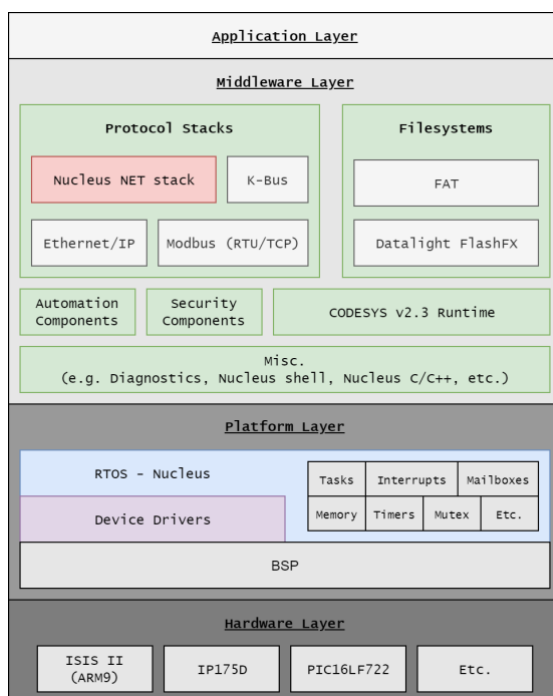 Application Layer
Middleware Layer
Protocol Stacks
Nucleus NET stack
K-Bus
Ethernet/IP
Modbus (RTU/TCP)
Filesystems
FAT
Datalight FlashFX
Automation
Components
Security
Components
CODESYS v2.3 Runtime
Misc.
(e.g. Diagnostics, Nucleus shell, Nucleus C/C++, etc.)
Platform Layer
RTOS - Nucleus
Tasks
Interrupts
Mailboxes
Memory
Timers
Mutex
Etc.
Device Drivers
BSP
Hardware Layer
ISIS II
(ARM9)
IP175D
PIC16LF722
Etc.